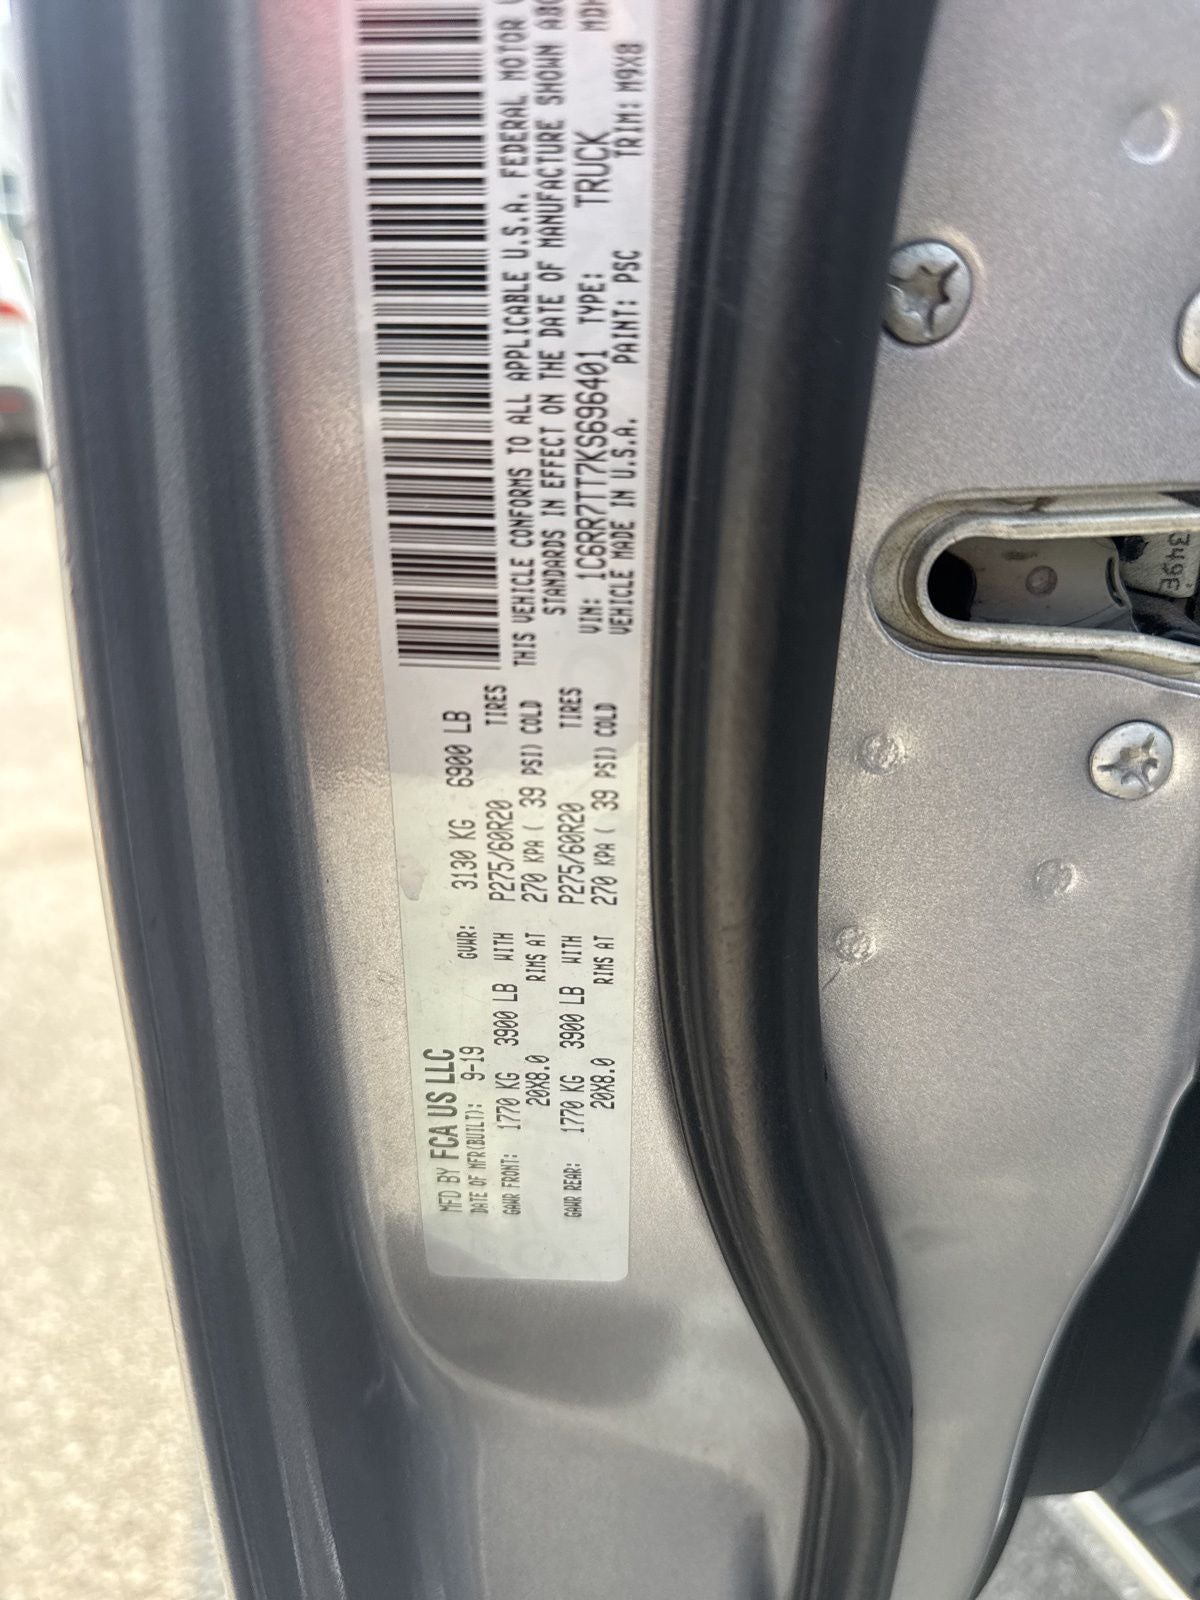 MFD BY FCA US LLC
DATE OF MFR(BUILT): 9-19 GVWR: 3130 KG 6900 LB
GAWR FRONT: 1770 KG 3900 LB WITH P275/60R20 TIRES
20X8.0 RIMS AT 270 KPA ( 39 PSI) COLD
GAWR REAR: 1770 KG 3900 LB WITH P275/60R20 TIRES
20X8.0 RIMS AT 270 KPA ( 39 PSI) COLD
THIS VEHICLE CONFORMS TO ALL APPLICABLE U.S.A. FEDERAL MOTOR
STANDARDS IN EFFECT ON THE DATE OF MANUFACTURE SHOWN
VIN: 1C6RR7TT7KS696401 TYPE: TRUCK
VEHICLE MADE IN U.S.A. PAINT: PSC TRIM: M9X8
349E